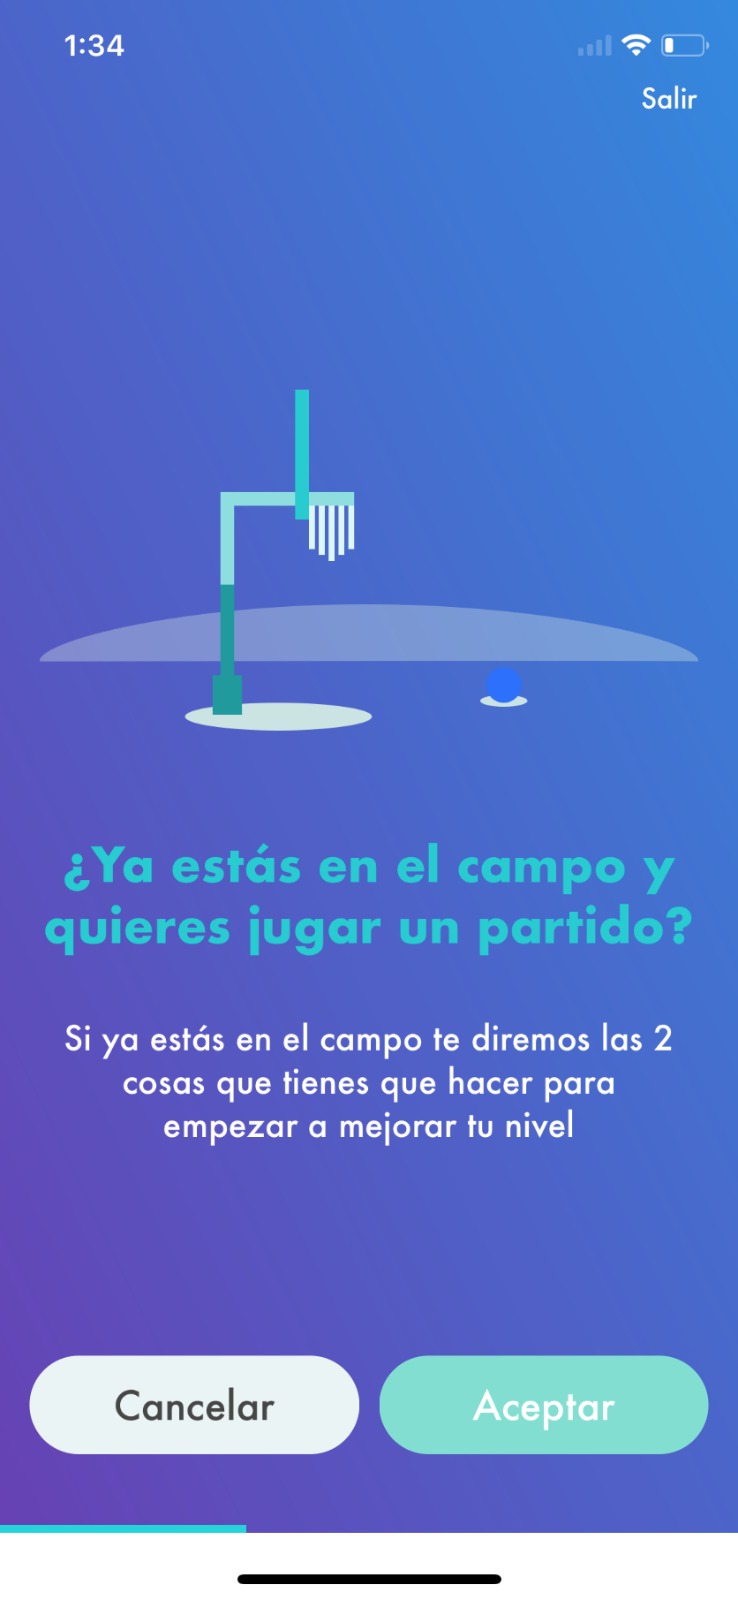 1:34
Salir
¿Ya estás en el campo y
quieres jugar un partido?
Si ya estás en el campo te diremos las 2
cosas que tienes que hacer para
empezar a mejorar tu nivel
Cancelar
Aceptar